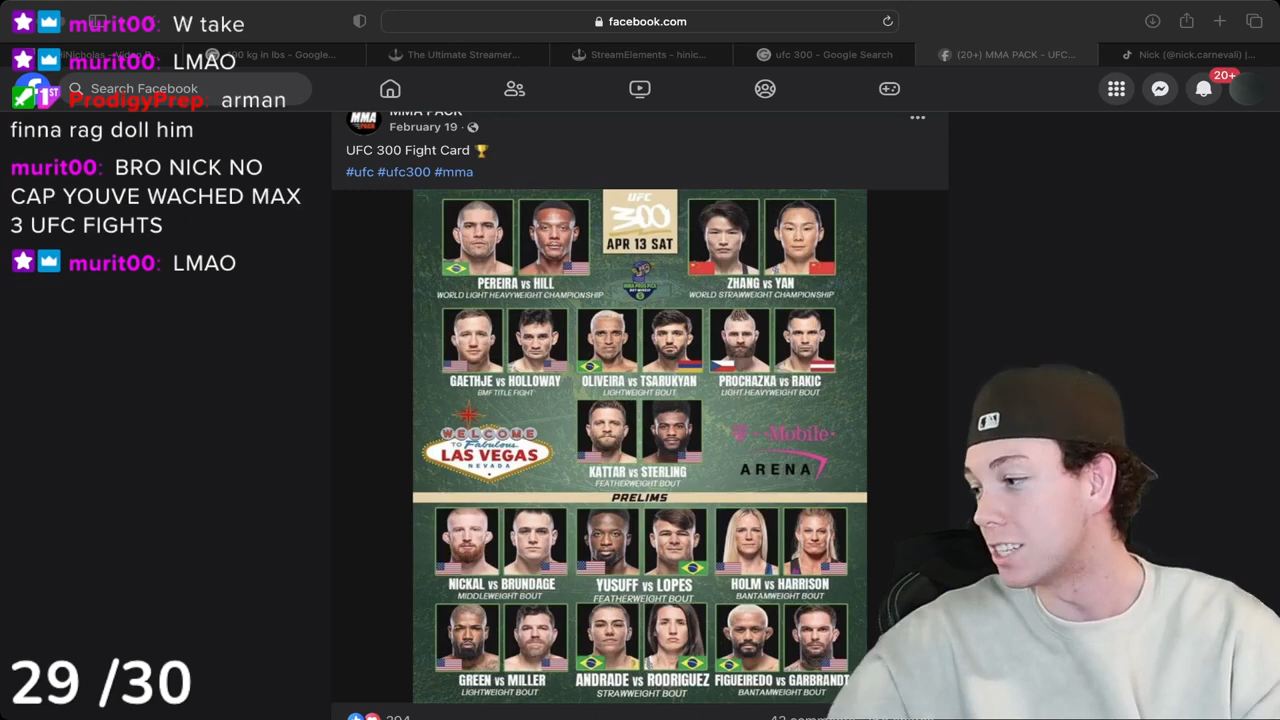 murit00: W take
murit00: LMAO
ProdigyPrep: arman
finna rag doll him
murit00: BRO NICK NO
CAP YOUVE WACHED MAX
3 UFC FIGHTS
murit00: LMAO
29 /30
facebook.com
kg in lbs - Google...
The Ultimate Streamer...
StreamElements - hinic...
ufc 300 - Google Search
(20+) MMA PACK - UFC...
Nick (@nick.carnevali) |...
Search Facebook
20+
MMA PACK
February 19
UFC 300 Fight Card
#ufc #ufc300 #mma
UFC
300
APR 13 SAT
PEREIRA vs HILL
WORLD LIGHT HEAVYWEIGHT CHAMPIONSHIP
ZHANG vs YAN
WORLD STRAWWEIGHT CHAMPIONSHIP
GAETHJE vs HOLLOWAY
BMF TITLE FIGHT
OLIVEIRA vs TSARUKYAN
LIGHTWEIGHT BOUT
PROCHAZKA vs RAKIC
LIGHT HEAVYWEIGHT BOUT
WELCOME
TO Fabulous
LAS VEGAS
NEVADA
KATTAR vs STERLING
FEATHERWEIGHT BOUT
T Mobile
ARENA
PRELIMS
NICKAL vs BRUNDAGE
MIDDLEWEIGHT BOUT
YUSUFF vs LOPES
FEATHERWEIGHT BOUT
HOLM vs HARRISON
BANTAMWEIGHT BOUT
GREEN vs MILLER
LIGHTWEIGHT BOUT
ANDRADE vs RODRIGUEZ
STRAWWEIGHT BOUT
FIGUEIREDO vs GARBRANDT
BANTAMWEIGHT BOUT